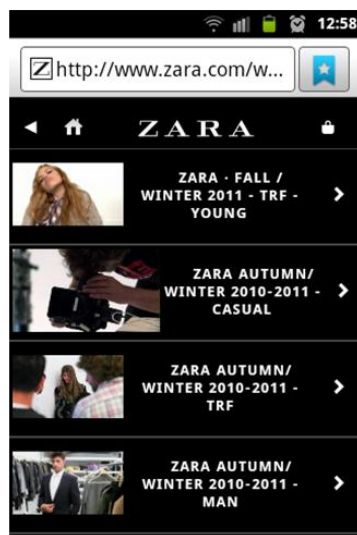 12:58
Z http://www.zara.com/w...
ZARA
ZARA · FALL /
WINTER 2011 - TRF -
YOUNG
ZARA AUTUMN/
WINTER 2010-2011 -
CASUAL
ZARA AUTUMN/
WINTER 2010-2011 -
TRF
ZARA AUTUMN/
WINTER 2010-2011 -
MAN